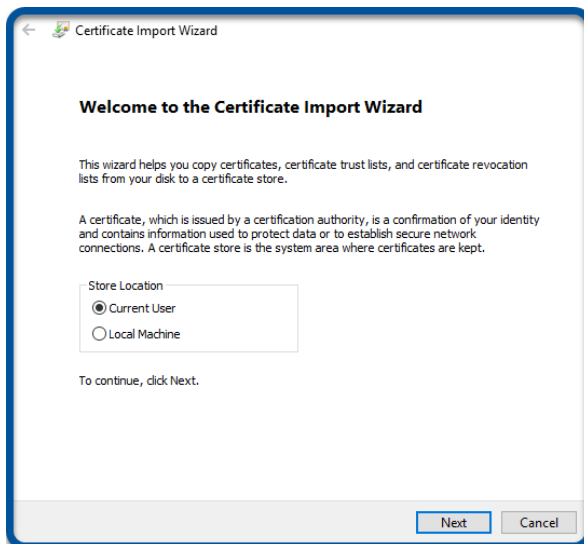 Certificate Import Wizard
Welcome to the Certificate Import Wizard
This wizard helps you copy certificates, certificate trust lists, and certificate revocation
lists from your disk to a certificate store.
A certificate, which is issued by a certification authority, is a confirmation of your identity
and contains information used to protect data or to establish secure network
connections. A certificate store is the system area where certificates are kept.
Store Location
Current User
Local Machine
To continue, click Next.
Next Cancel